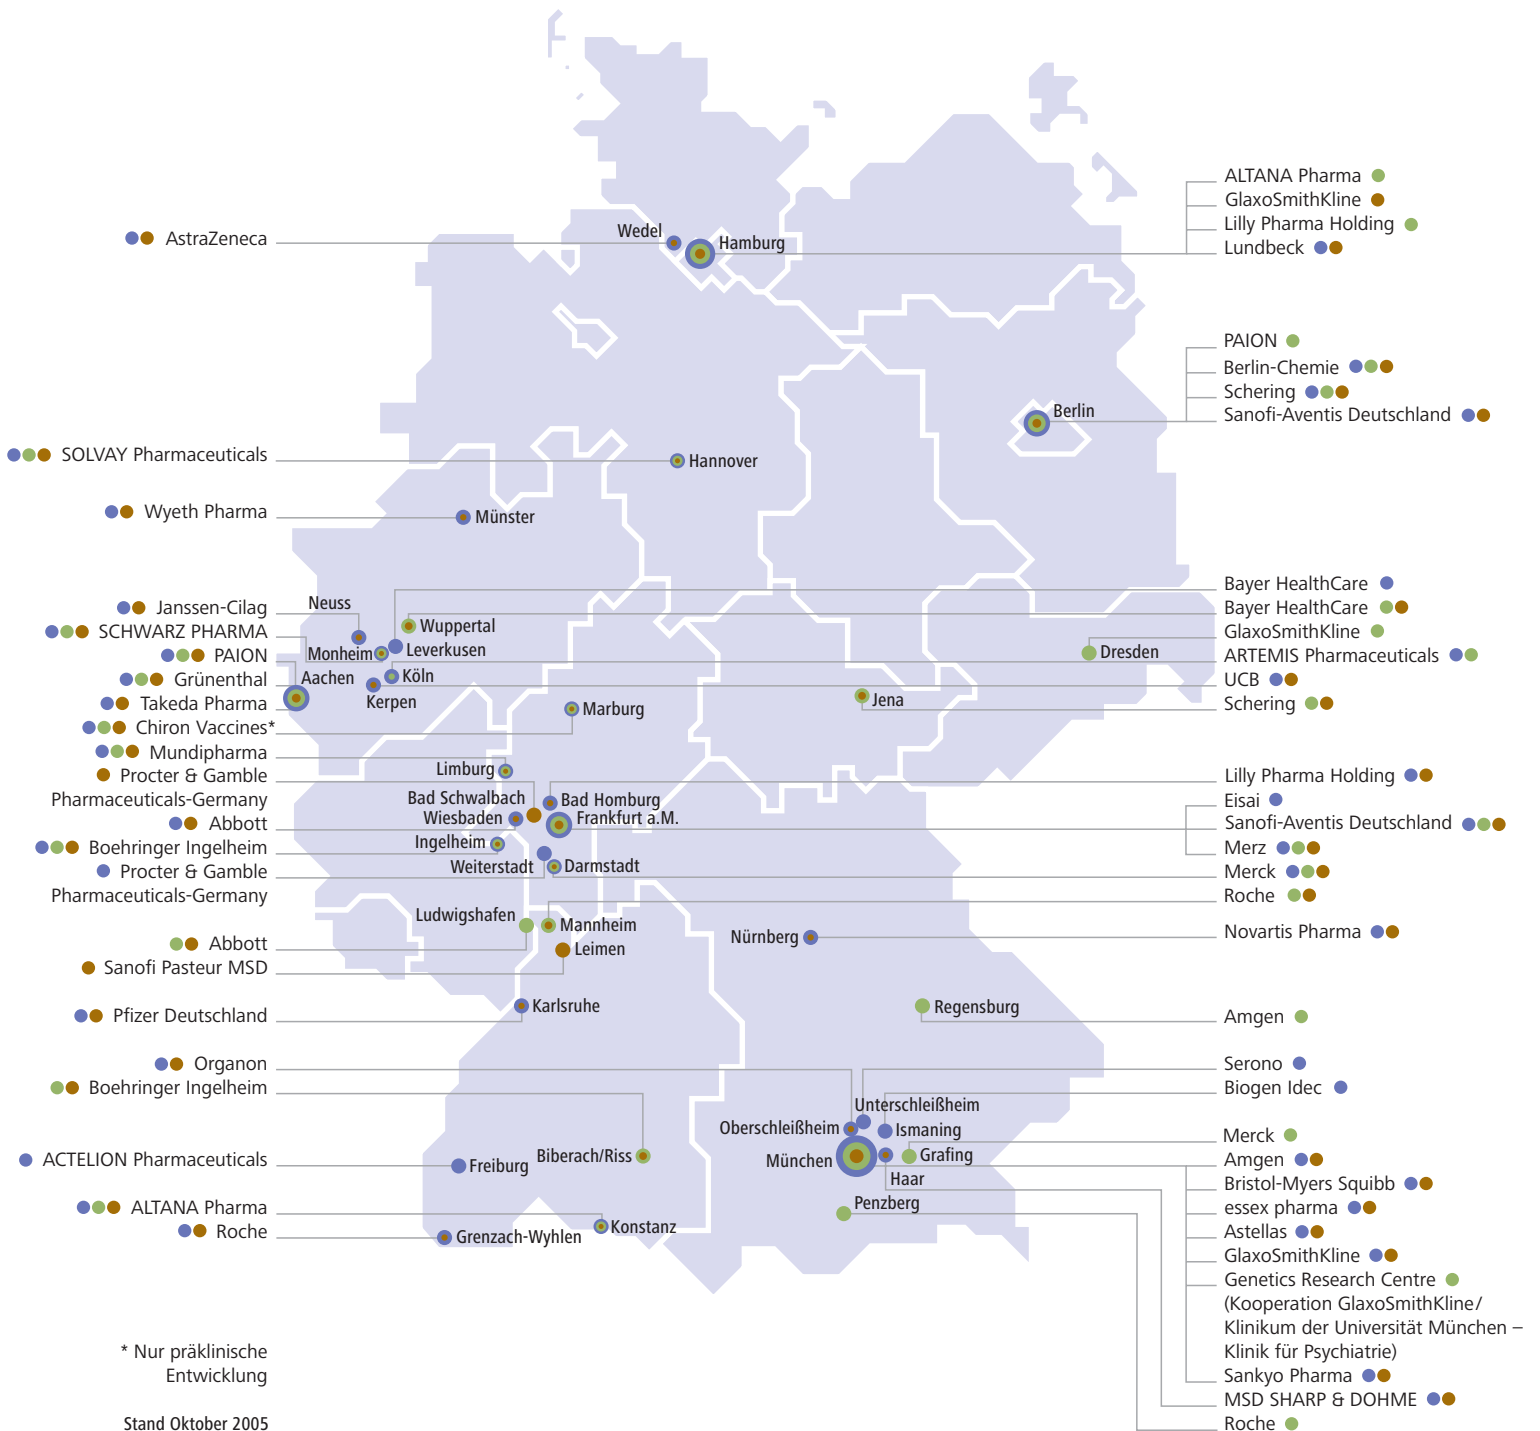 AstraZeneca
SOLVAY Pharmaceuticals
Wyeth Pharma
Janssen-Cilag
SCHWARZ PHARMA
PAION
Grünenthal
Takeda Pharma
Chiron Vaccines*
Mundipharma
Procter & Gamble
Pharmaceuticals-Germany
Abbott
Boehringer Ingelheim
Procter & Gamble
Pharmaceuticals-Germany
Abbott
Sanofi Pasteur MSD
Pfizer Deutschland
Organon
Boehringer Ingelheim
ACTELION Pharmaceuticals
ALTANA Pharma
Roche
* Nur präklinische
Entwicklung
Stand Oktober 2005
Wedel
Hamburg
Berlin
Hannover
Münster
Neuss
Wuppertal
Leverkusen
Monheim
Aachen
Köln
Kerpen
Dresden
Jena
Marburg
Limburg
Bad Schwalbach
Bad Homburg
Wiesbaden
Frankfurt a.M.
Ingelheim
Weiterstadt
Darmstadt
Ludwigshafen
Mannheim
Leimen
Nürnberg
Karlsruhe
Regensburg
Unterschleißheim
Oberschleißheim
Ismaning
München
Grafing
Haar
Biberach/Riss
Freiburg
Penzberg
Konstanz
Grenzach-Wyhlen
ALTANA Pharma
GlaxoSmithKline
Lilly Pharma Holding
Lundbeck
PAION
Berlin-Chemie
Schering
Sanofi-Aventis Deutschland
Bayer HealthCare
Bayer HealthCare
GlaxoSmithKline
ARTEMIS Pharmaceuticals
UCB
Schering
Lilly Pharma Holding
Eisai
Sanofi-Aventis Deutschland
Merz
Merck
Roche
Novartis Pharma
Amgen
Serono
Biogen Idec
Merck
Amgen
Bristol-Myers Squibb
essex pharma
Astellas
GlaxoSmithKline
Genetics Research Centre
(Kooperation GlaxoSmithKline/
Klinikum der Universität München –
Klinik für Psychiatrie)
Sankyo Pharma
MSD SHARP & DOHME
Roche